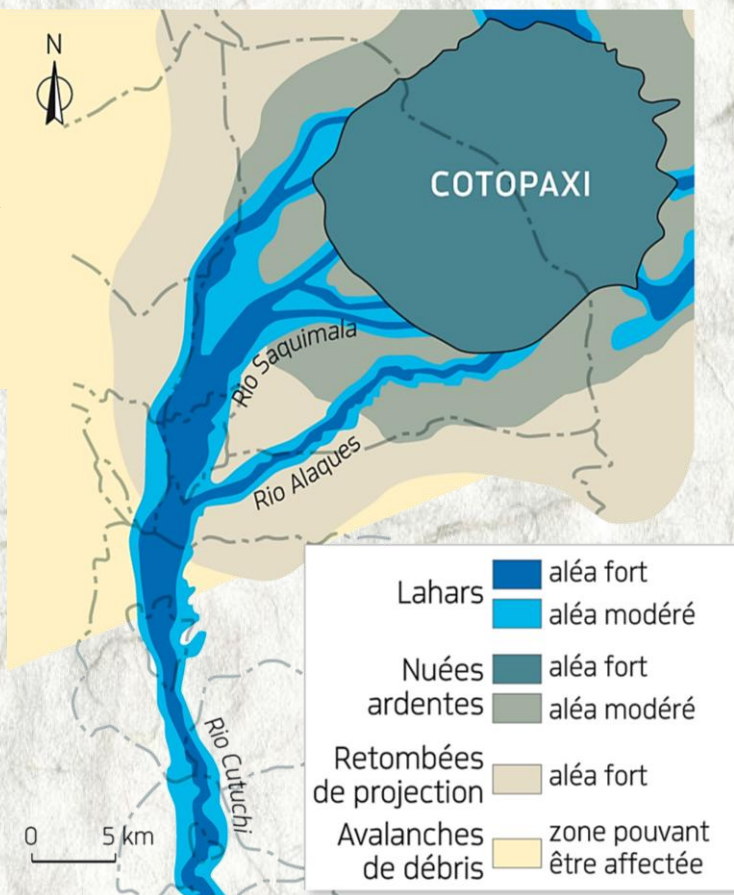 N
COTOPAXI
Rio Saquimala
Rio Alaques
Rio Cutuchi
0 5 km
Lahars
aléa fort
aléa modéré
Nuées
ardentes
aléa fort
aléa modéré
Retombées
de projection
aléa fort
Avalanches
de débris
zone pouvant
être affectée